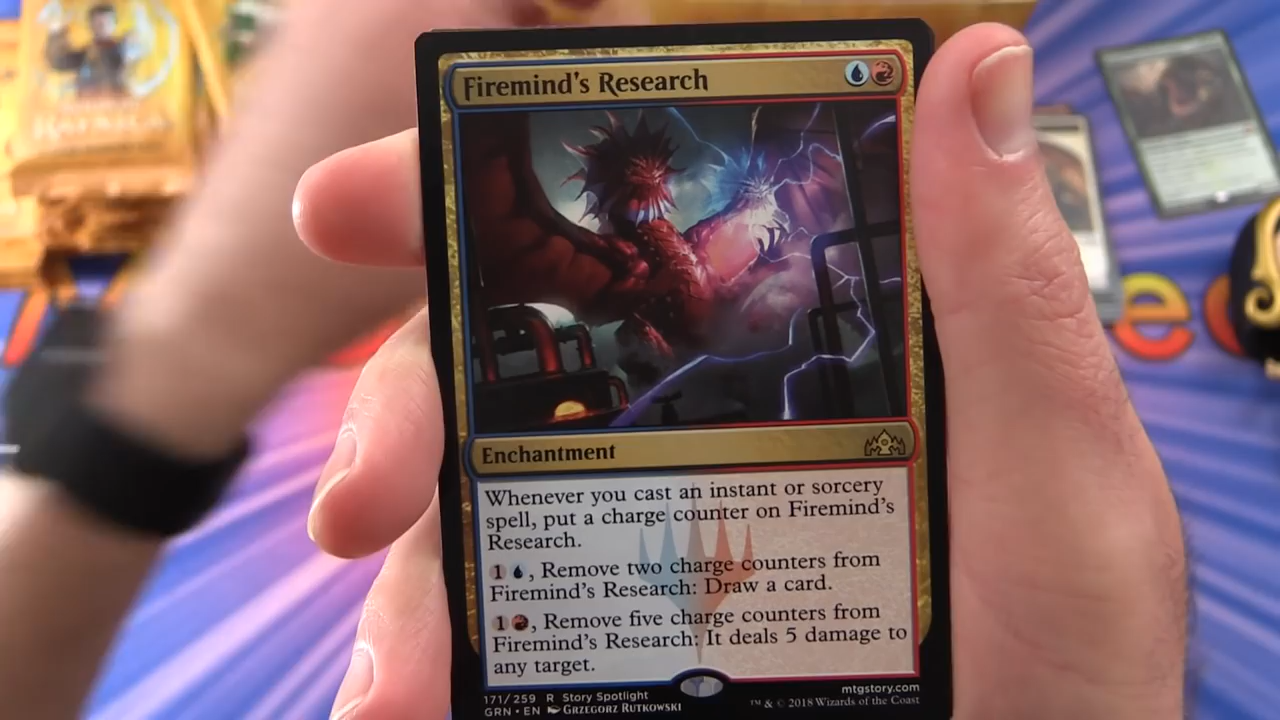 Firemind's Research
Enchantment
Whenever you cast an instant or sorcery
spell, put a charge counter on Firemind's
Research.
1 , Remove two charge counters from
Firemind's Research: Draw a card.
1 , Remove five charge counters from
Firemind's Research: It deals 5 damage to
any target.
171/259 R Story Spotlight
GRN • EN Grzegorz Rutkowski
mtgstory.com
™ & © 2018 Wizards of the Coast